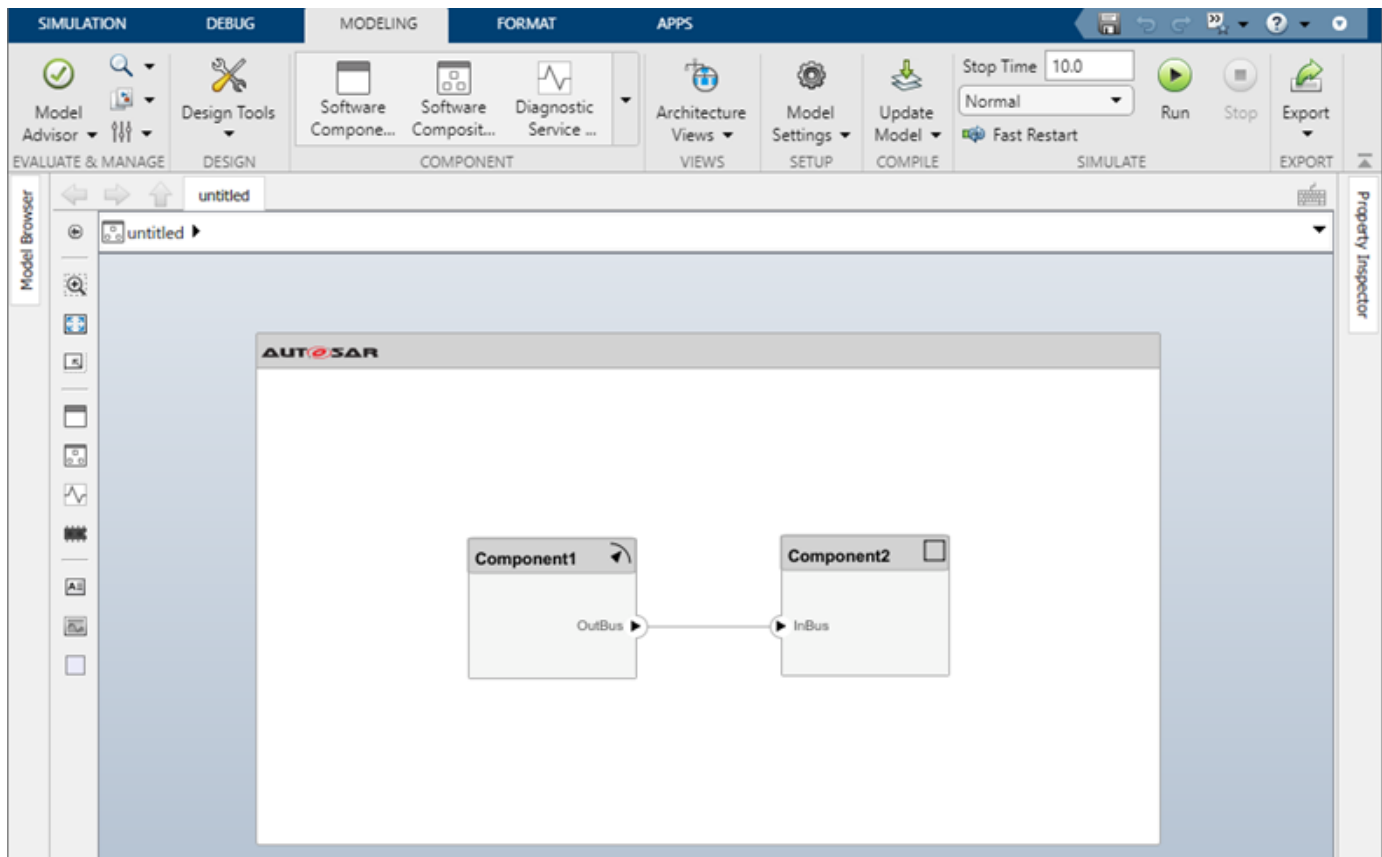 SIMULATION DEBUG MODELING FORMAT APPS
Model Advisor
Design Tools
Software Compone...
Software Composit...
Diagnostic Service ...
Architecture Views
Model Settings
Update Model
Stop Time 10.0
Normal
Fast Restart
Run
Stop
Export
EVALUATE & MANAGE DESIGN COMPONENT VIEWS SETUP COMPILE SIMULATE EXPORT
Model Browser
untitled
untitled
Property Inspector
AUTOSAR
Component1
OutBus
Component2
InBus